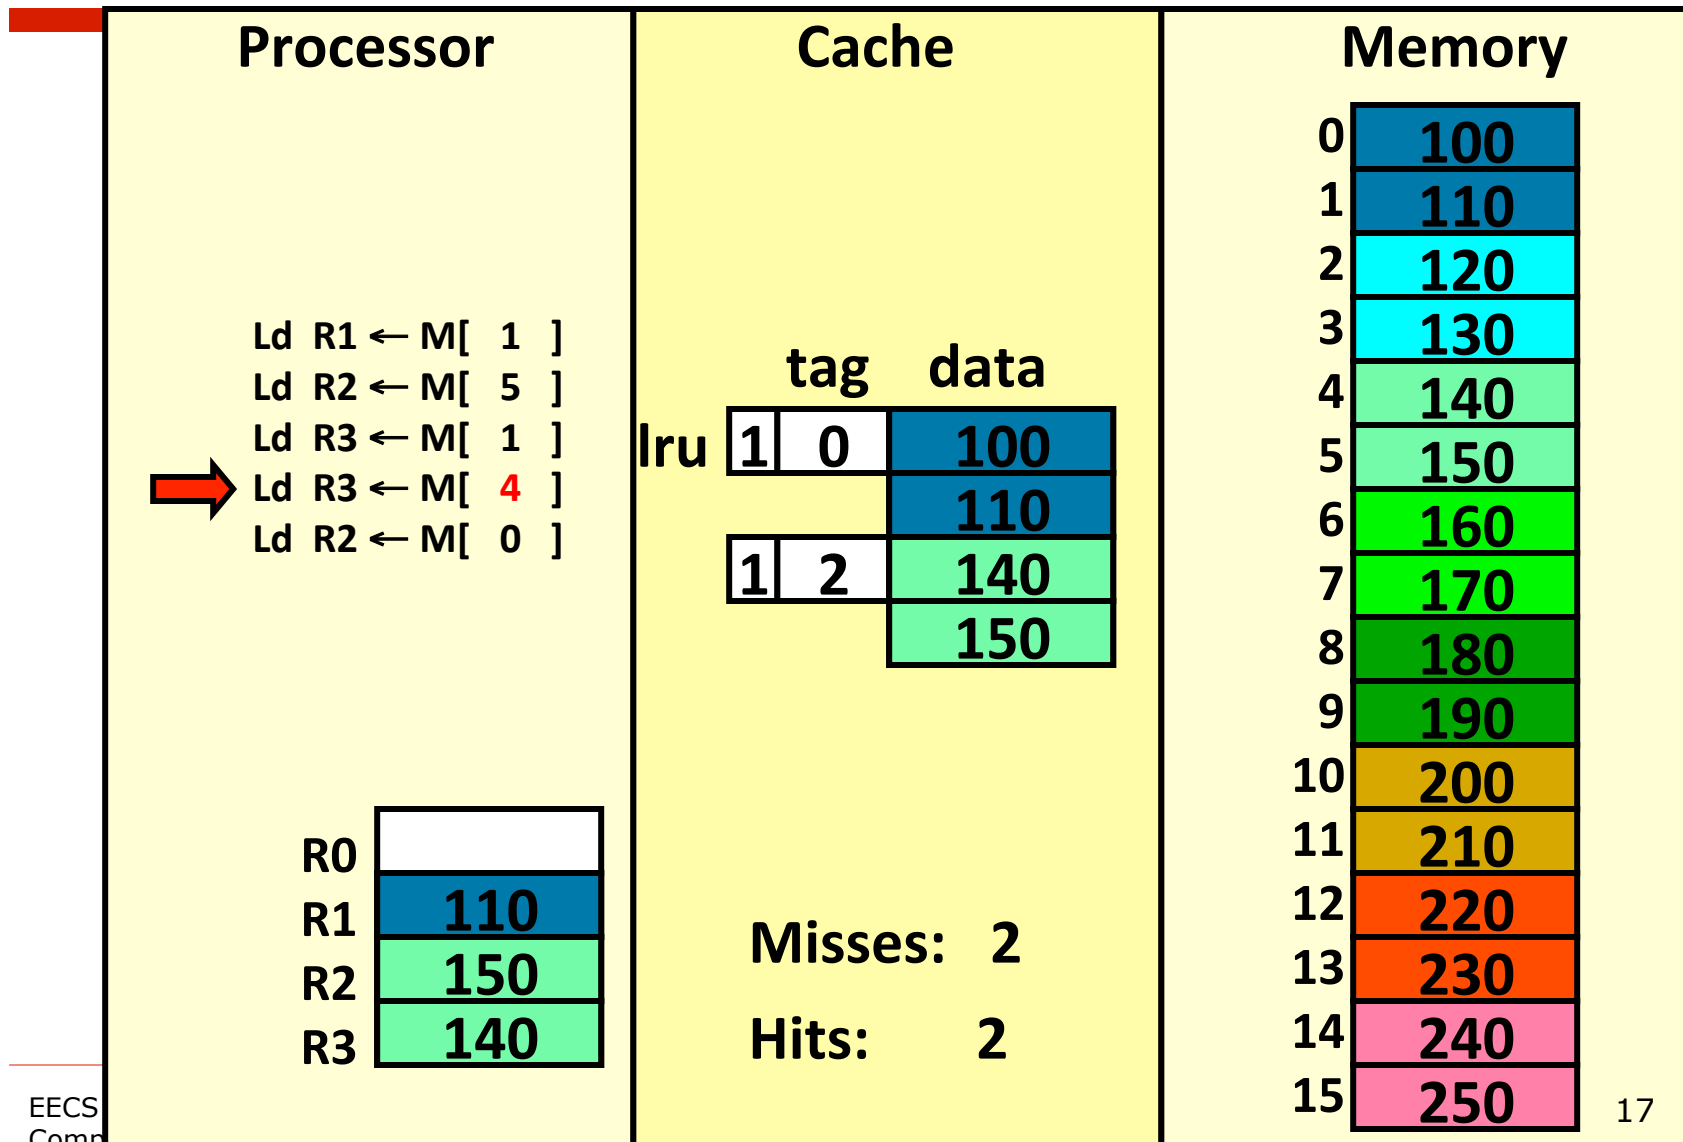 Processor
Cache
Memory
Ld R1 ← M[ 1 ]
Ld R2 ← M[ 5 ]
Ld R3 ← M[ 1 ]
Ld R3 ← M[ 4 ]
Ld R2 ← M[ 0 ]
R0
R1 110
R2 150
R3 140
tag data
lru 1 0 100
110
1 2 140
150
Misses: 2
Hits: 2
0 100
1 110
2 120
3 130
4 140
5 150
6 160
7 170
8 180
9 190
10 200
11 210
12 220
13 230
14 240
15 250
EECS
Comp
17